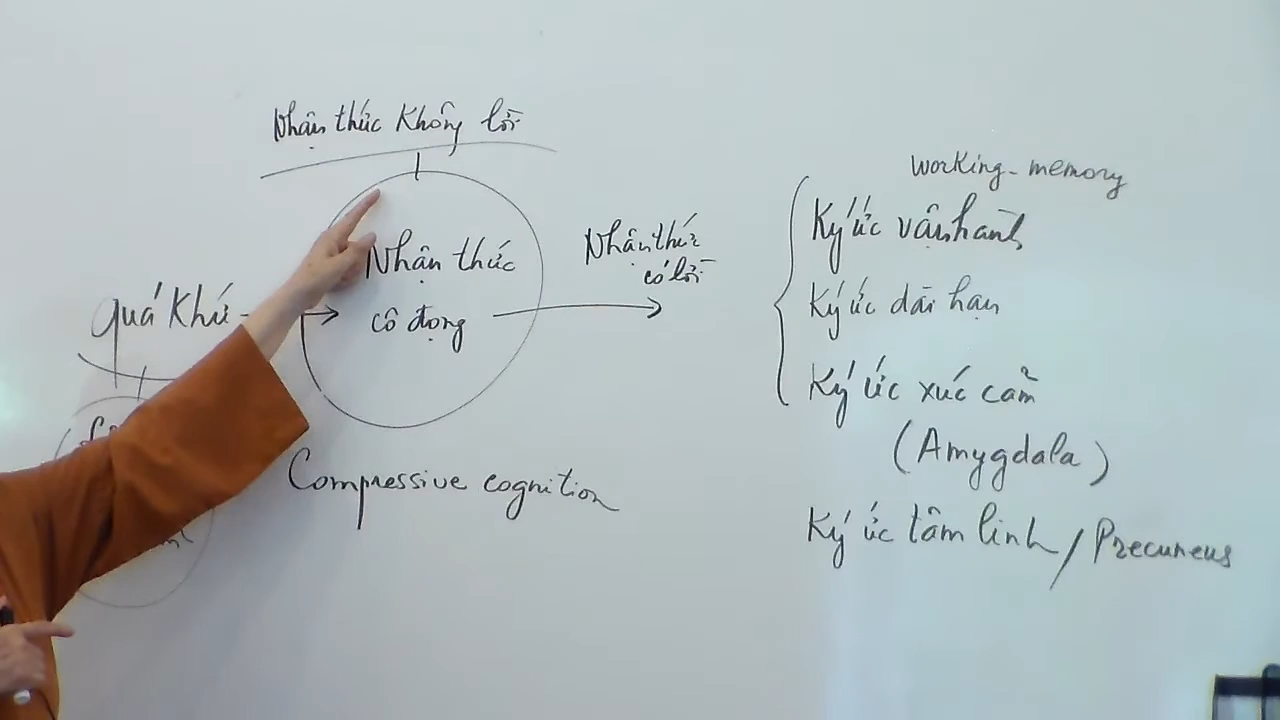 Nhận thức không lời
Nhận thức
cô đọng
Quá khứ
Nhận thức
có lời
Compressive cognition
working-memory
Ký ức vận hành
Ký ức dài hạn
Ký ức xúc cảm
(Amygdala)
Ký ức tâm linh / Precuneus